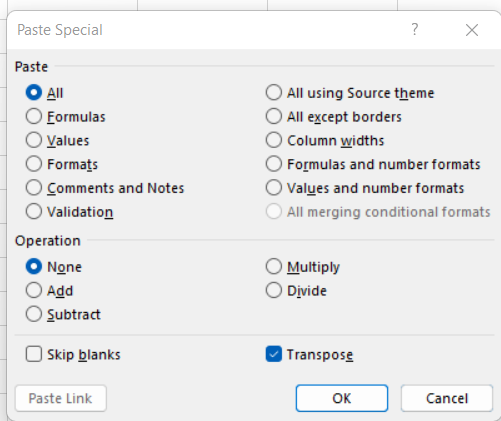 Paste Special ?
Paste
All All using Source theme
Formulas All except borders
Values Column widths
Formats Formulas and number formats
Comments and Notes Values and number formats
Validation All merging conditional formats
Operation
None Multiply
Add Divide
Subtract
Skip blanks Transpose
Paste Link OK Cancel